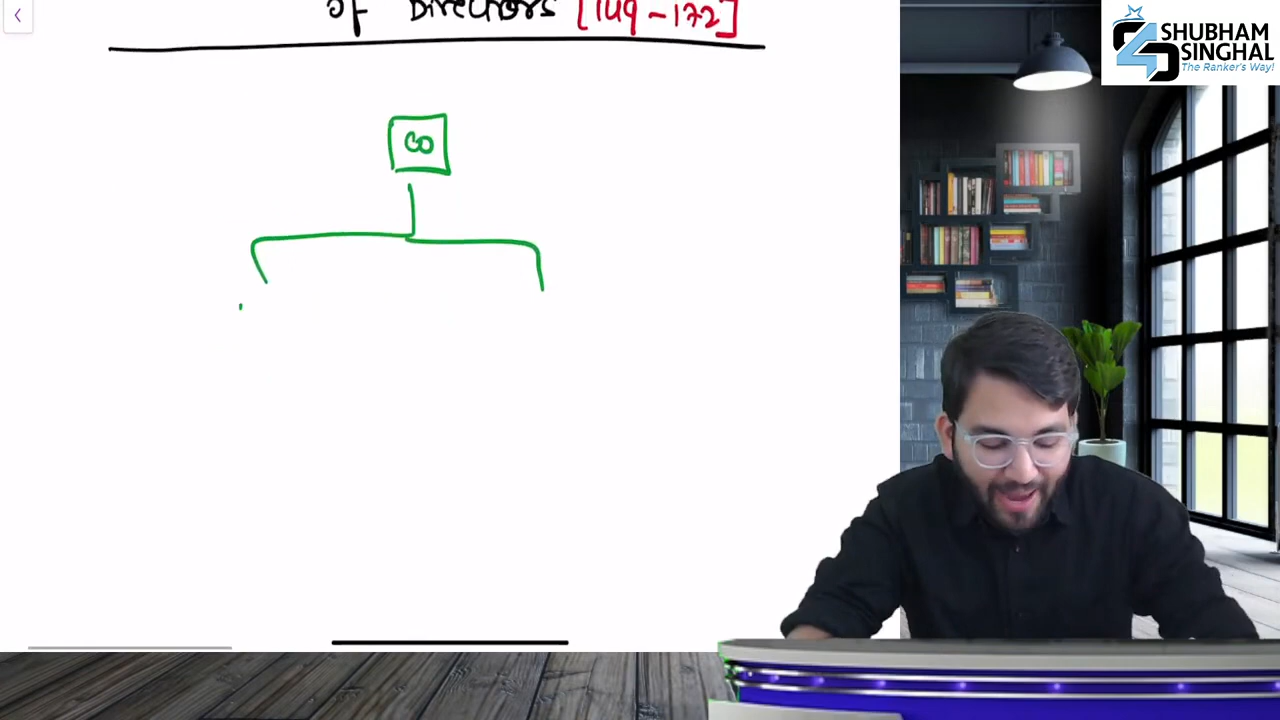 of Directors [149-172]
CO
SHUBHAM
SINGHAL
The Ranker's Way!